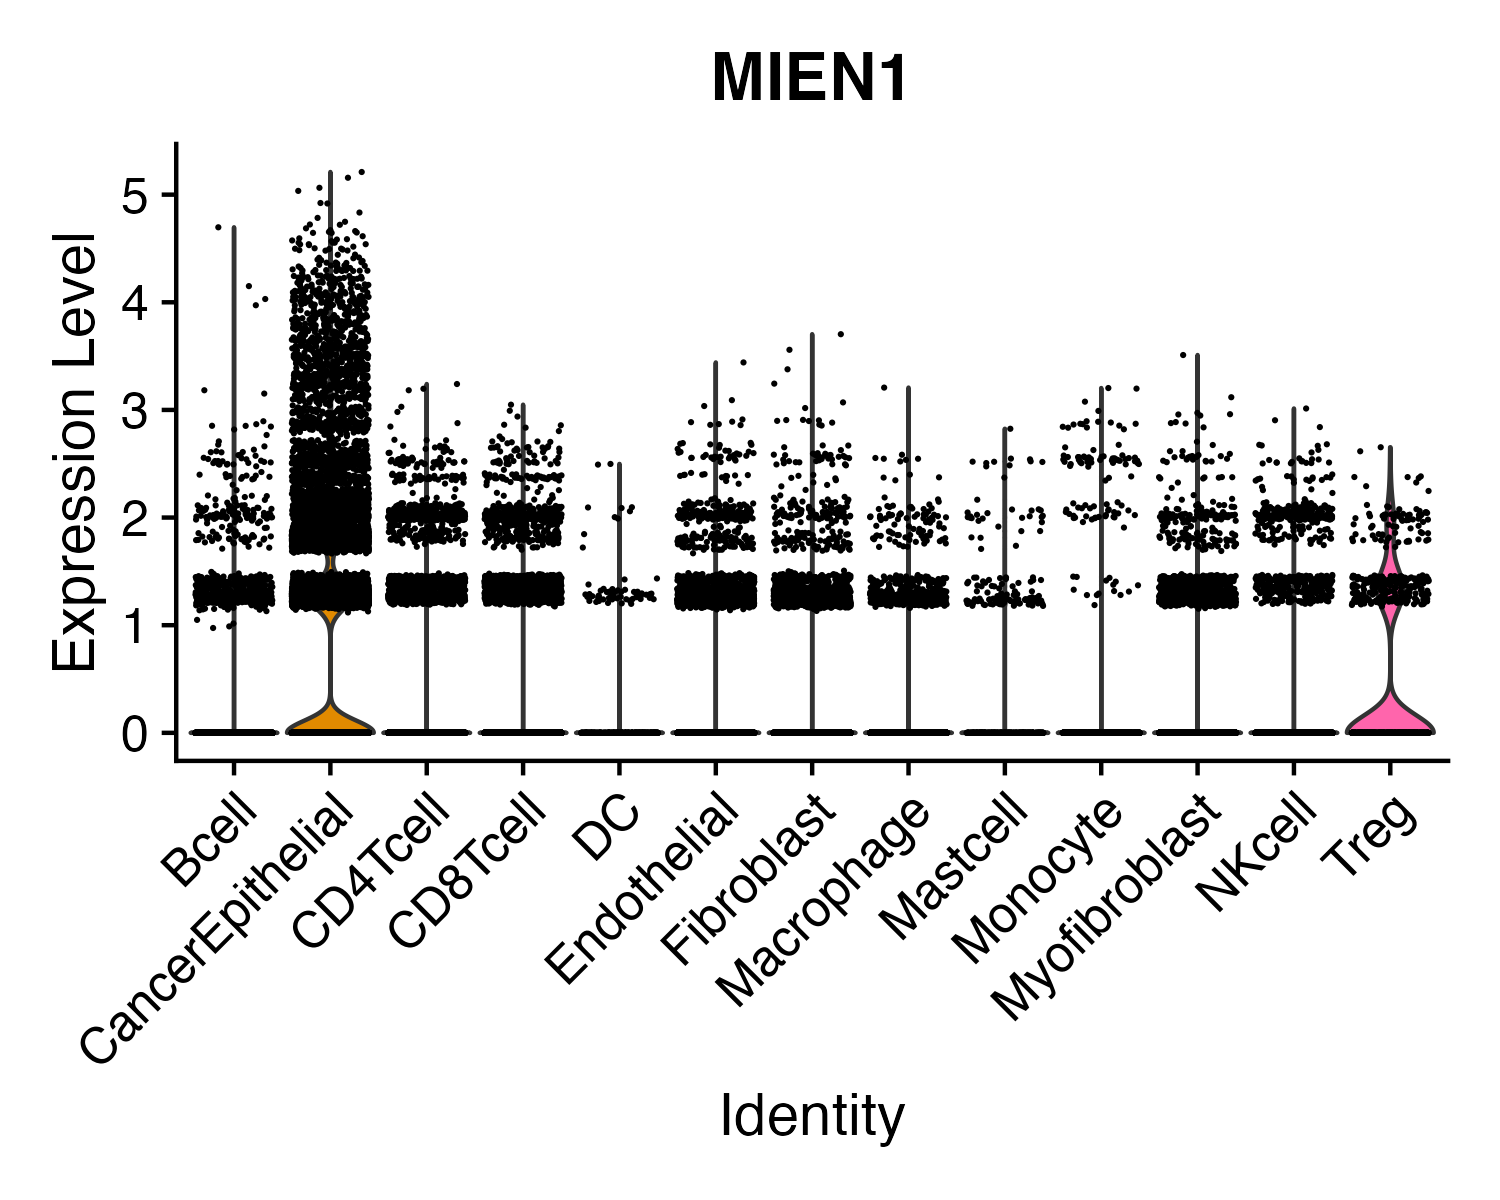 MIEN1
Expression Level
5
4
3
2
1
0
Bcell
CancerEpithelial
CD4Tcell
CD8Tcell
DC
Endothelial
Fibroblast
Macrophage
Mastcell
Monocyte
Myofibroblast
NKcell
Treg
Identity